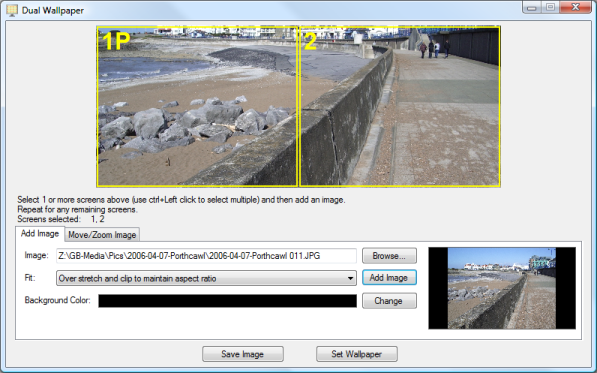 Dual Wallpaper
1P
2
Select 1 or more screens above (use ctrl+Left click to select multiple) and then add an image.
Repeat for any remaining screens.
Screens selected: 1, 2
Add Image Move/Zoom Image
Image: Z:\GB-Media\Pics\2006-04-07-Porthcawl\2006-04-07-Porthcawl 011.JPG Browse...
Fit: Over stretch and clip to maintain aspect ratio Add Image
Background Color: Change
Save Image Set Wallpaper